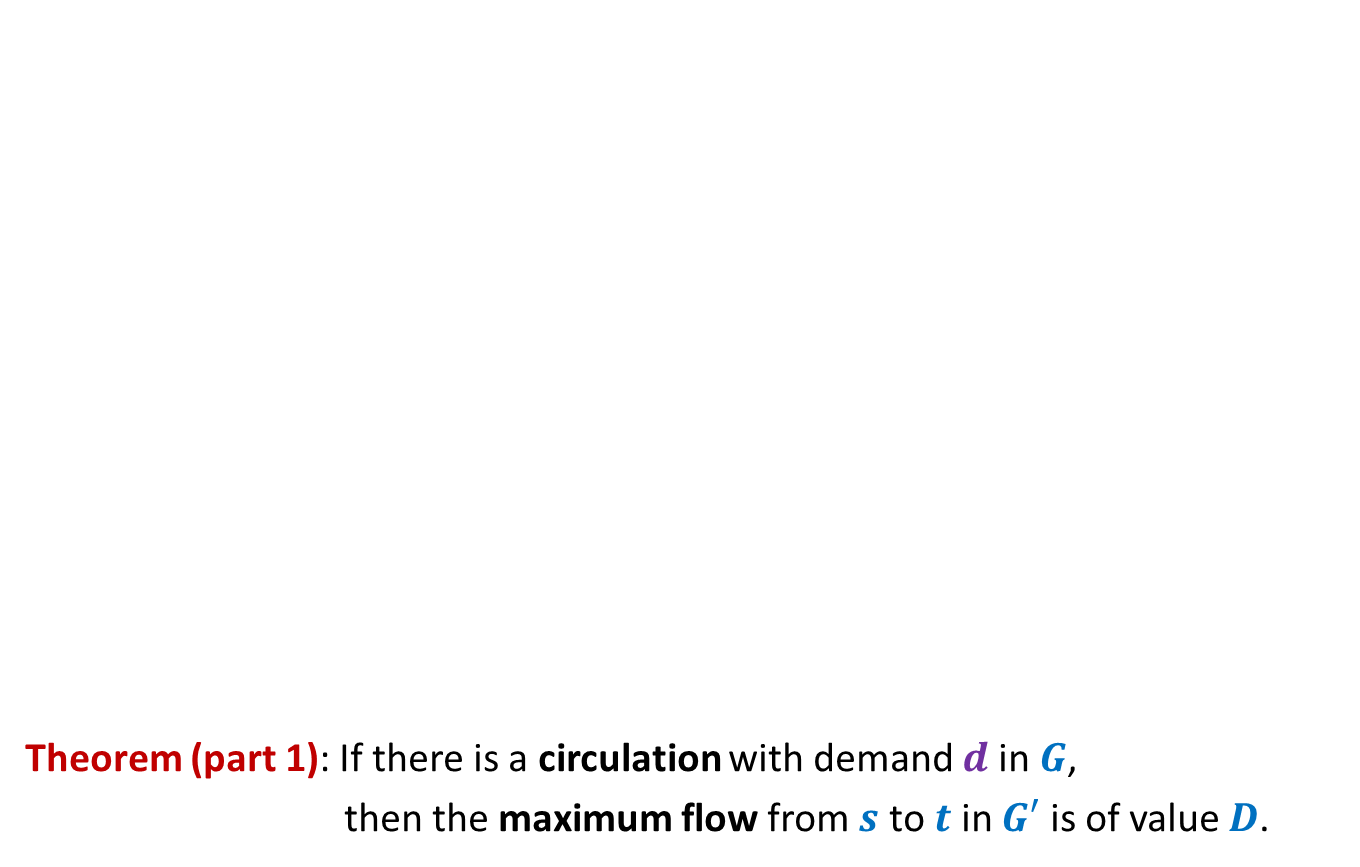 Theorem (part 1): If there is a circulation with demand d in G,
then the maximum flow from s to t in G′ is of value D.